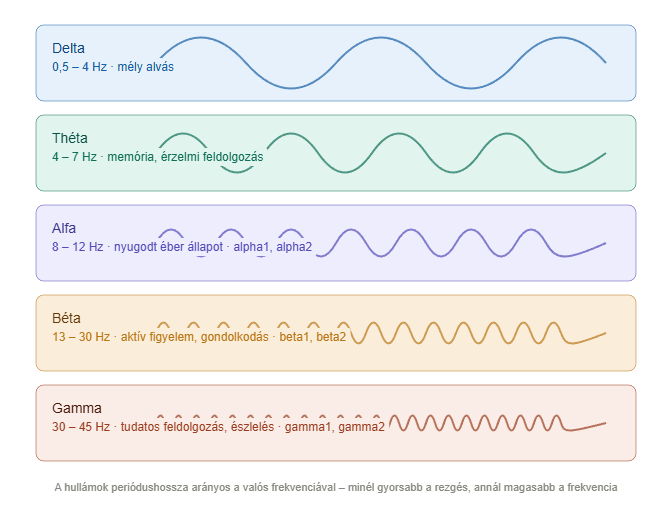 Delta
0,5 – 4 Hz · mély alvás
Théta
4 – 7 Hz · memória, érzelmi feldolgozás
Alfa
8 – 12 Hz · nyugodt éber állapot · alpha1, alpha2
Béta
13 – 30 Hz · aktív figyelem, gondolkodás · beta1, beta2
Gamma
30 – 45 Hz · tudatos feldolgozás, észlelés · gamma1, gamma2
A hullámok periódushossza arányos a valós frekvenciával – minél gyorsabb a rezgés, annál magasabb a frekvencia